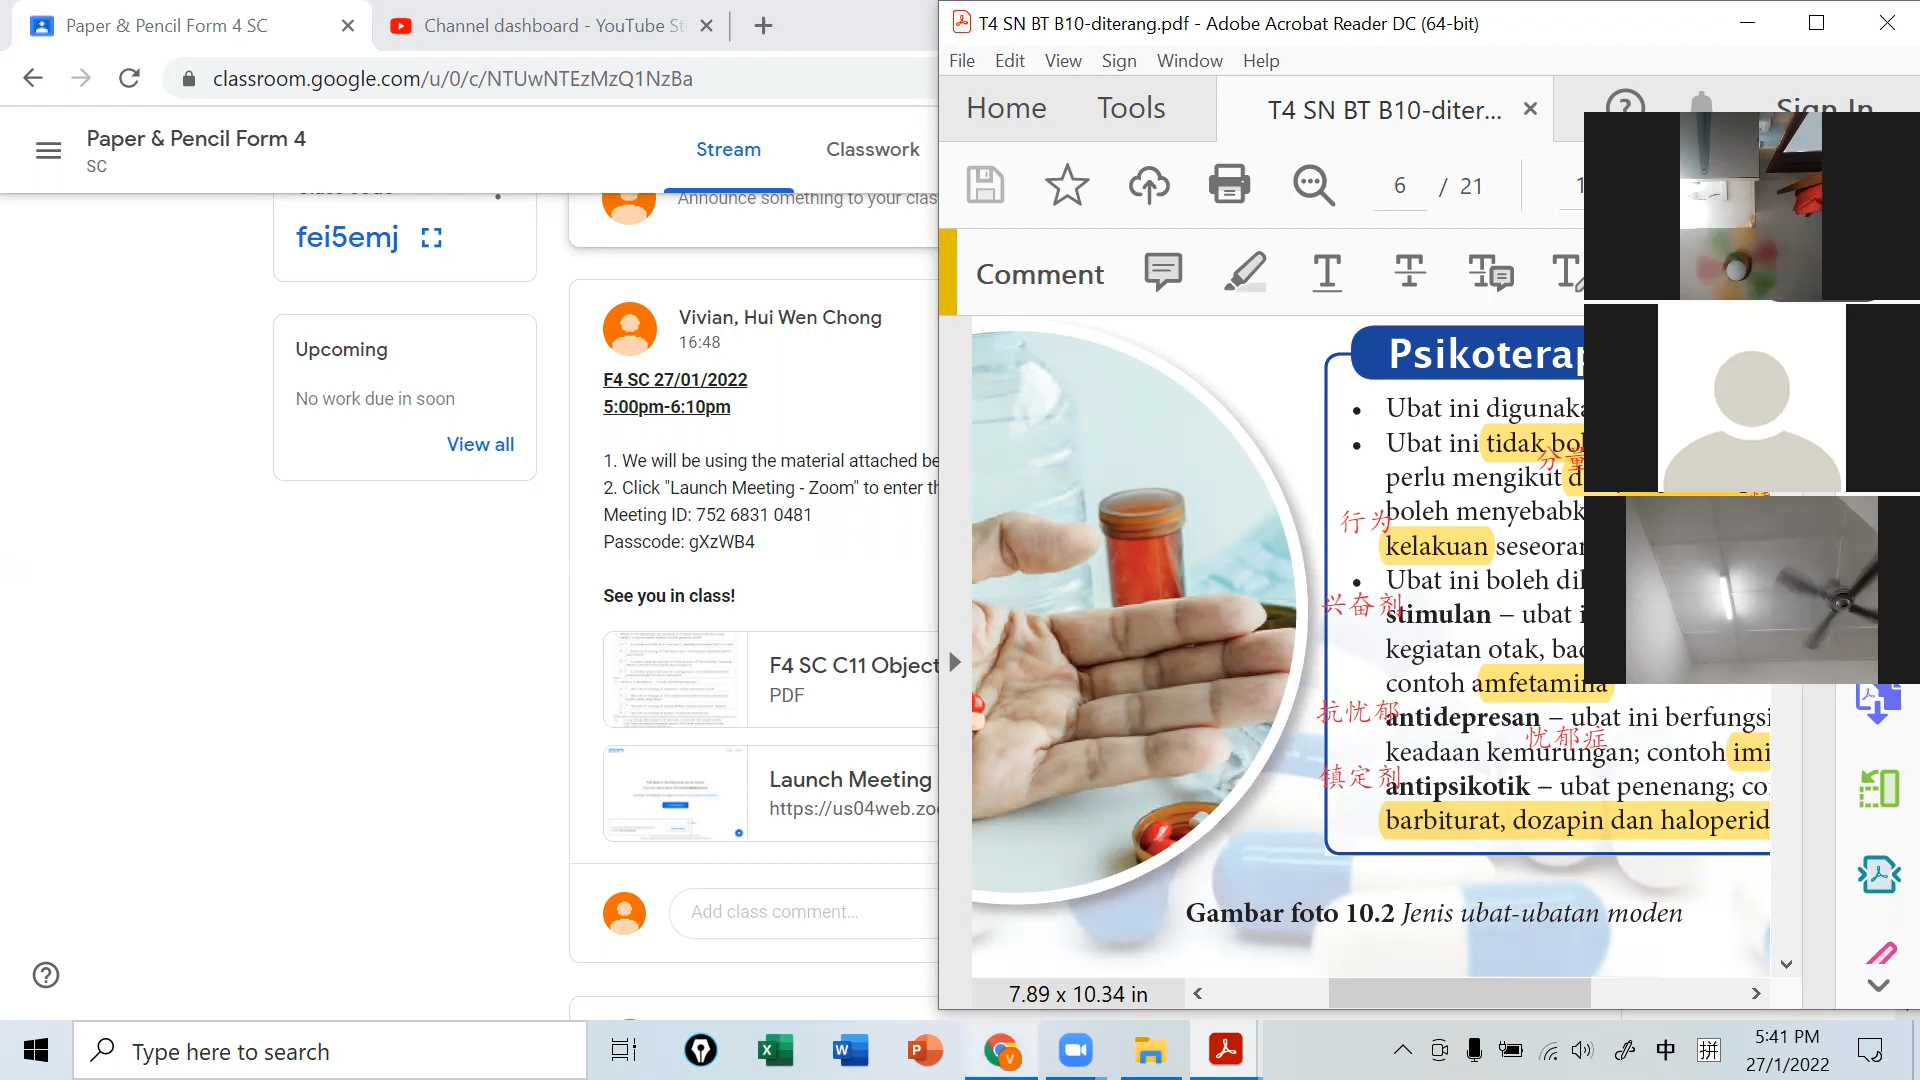 Paper & Pencil Form 4 SC
Channel dashboard - YouTube St
classroom.google.com/u/0/c/NTUwNTEzMzQ1NzBa
Paper & Pencil Form 4
SC
Stream
Classwork
fei5emj
Upcoming
No work due in soon
View all
Announce something to your clas
Vivian, Hui Wen Chong
16:48
F4 SC 27/01/2022
5:00pm-6:10pm
1. We will be using the material attached be
2. Click "Launch Meeting - Zoom" to enter th
Meeting ID: 752 6831 0481
Passcode: gXzWB4
See you in class!
F4 SC C11 Object
PDF
Launch Meeting
https://us04web.zo
Add class comment...
T4 SN BT B10-diterang.pdf - Adobe Acrobat Reader DC (64-bit)
File Edit View Sign Window Help
Home Tools T4 SN BT B10-diter... Sign In
6 / 21
Comment
Psikoterap
• Ubat ini digunaka
• Ubat ini tidak bol
分量
perlu mengikut d
boleh menyebabk
行为
kelakuan seseoran
• Ubat ini boleh dil
兴奋剂
stimulan – ubat i
kegiatan otak, bad
contoh amfetamina
抗忧郁
antidepresan – ubat ini berfungsi
忧郁症
keadaan kemurungan; contoh imi
镇定剂
antipsikotik – ubat penenang; co
barbiturat, dozapin dan haloperid
Gambar foto 10.2 Jenis ubat-ubatan moden
7.89 x 10.34 in
Type here to search
中
拼
5:41 PM
27/1/2022